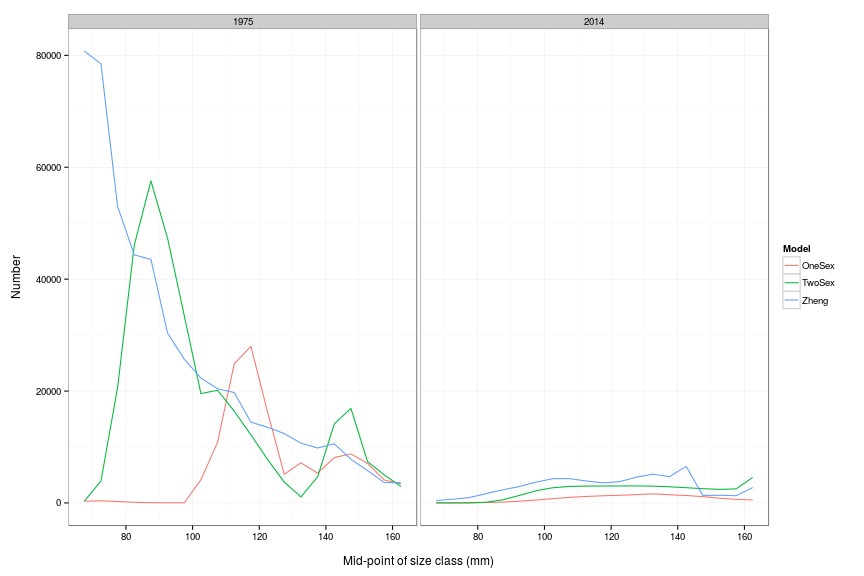 1975
2014
80000
60000
40000
20000
0
Number
80 100 120 140 160
80 100 120 140 160
Mid-point of size class (mm)
Model
OneSex
TwoSex
Zheng